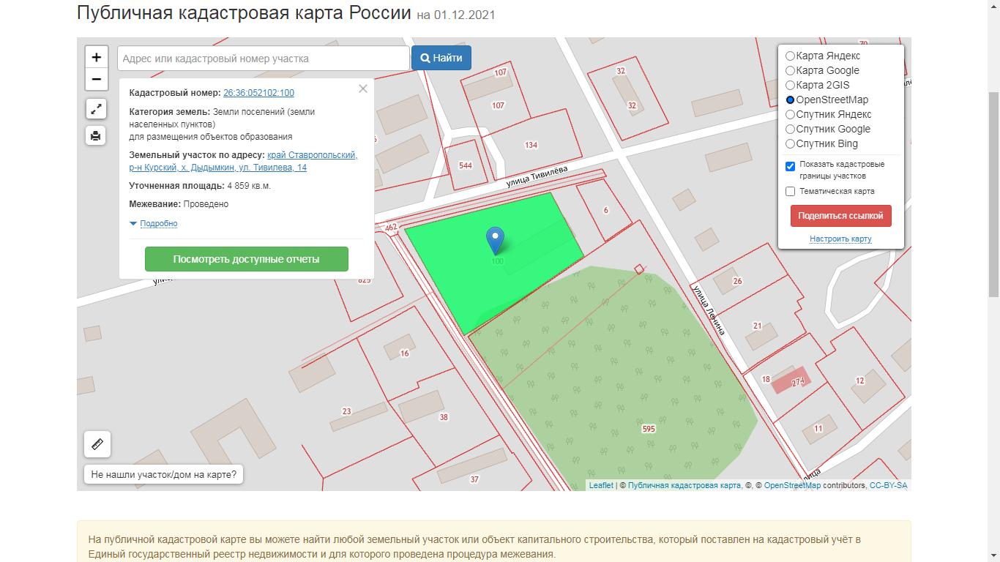 Публичная кадастровая карта России на 01.12.2021
+
−
Адрес или кадастровый номер участка
Найти
Кадастровый номер: 26:36:052102:100
Категория земель: Земли поселений (земли
населенных пунктов)
для размещения объектов образования
Земельный участок по адресу: край Ставропольский,
р-н Курский, х. Дыдымкин, ул. Тивилева, 14
Уточненная площадь: 4 859 кв.м.
Межевание: Проведено
Подробно
Посмотреть доступные отчеты
Карта Яндекс
Карта Google
Карта 2GIS
OpenStreetMap
Спутник Яндекс
Спутник Google
Спутник Bing
Показать кадастровые
границы участков
Тематическая карта
Поделиться ссылкой
Настроить карту
107
107
32
32
134
544
улица Тивилёва
6
462
100
825
26
улица Ленина
21
16
18
274
12
23
38
595
11
37
Не нашли участок/дом на карте?
Leaflet | © Публичная кадастровая карта, ©, © OpenStreetMap contributors, CC-BY-SA
На публичной кадастровой карте вы можете найти любой земельный участок или объект капитального строительства, который поставлен на кадастровый учёт в
Единый государственный реестр недвижимости и для которого проведена процедура межевания.